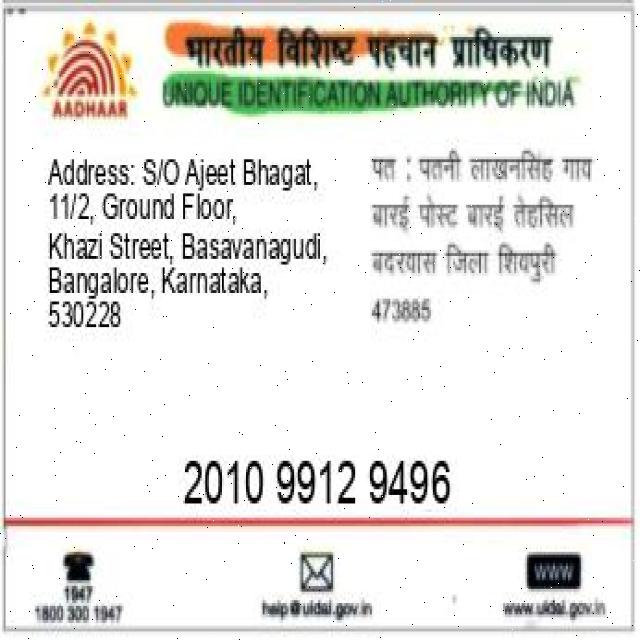 भारतीय विशिष्ट पहचान प्राधिकरण
AADHAAR
UNIQUE IDENTIFICATION AUTHORITY OF INDIA
Address: S/O Ajeet Bhagat,
11/2, Ground Floor,
Khazi Street, Basavanagudi,
Bangalore, Karnataka,
530228
पत : पतनी लाखनसिंह गाव
बारई पोस्ट बारई तेहसिल
बदरवास जिला शिवपुरी
473885
2010 9912 9496
1947
1800 300 1947
help@uidai.gov.in
www
www.uidai.gov.in